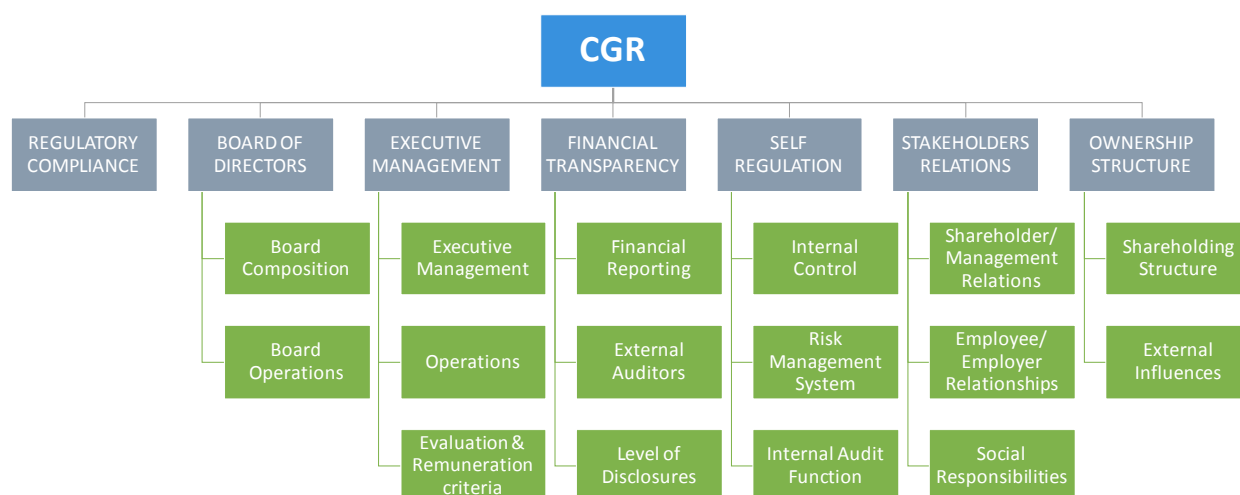 CGR
REGULATORY
COMPLIANCE
BOARD OF
DIRECTORS
EXECUTIVE
MANAGEMENT
FINANCIAL
TRANSPARENCY
SELF
REGULATION
STAKEHOLDERS
RELATIONS
OWNERSHIP
STRUCTURE
Board
Composition
Board
Operations
Executive
Management
Operations
Evaluation &
Remuneration
criteria
Financial
Reporting
External
Auditors
Level of
Disclosures
Internal
Control
Risk
Management
System
Internal Audit
Function
Shareholder/
Management
Relations
Employee/
Employer
Relationships
Social
Responsibilities
Shareholding
Structure
External
Influences